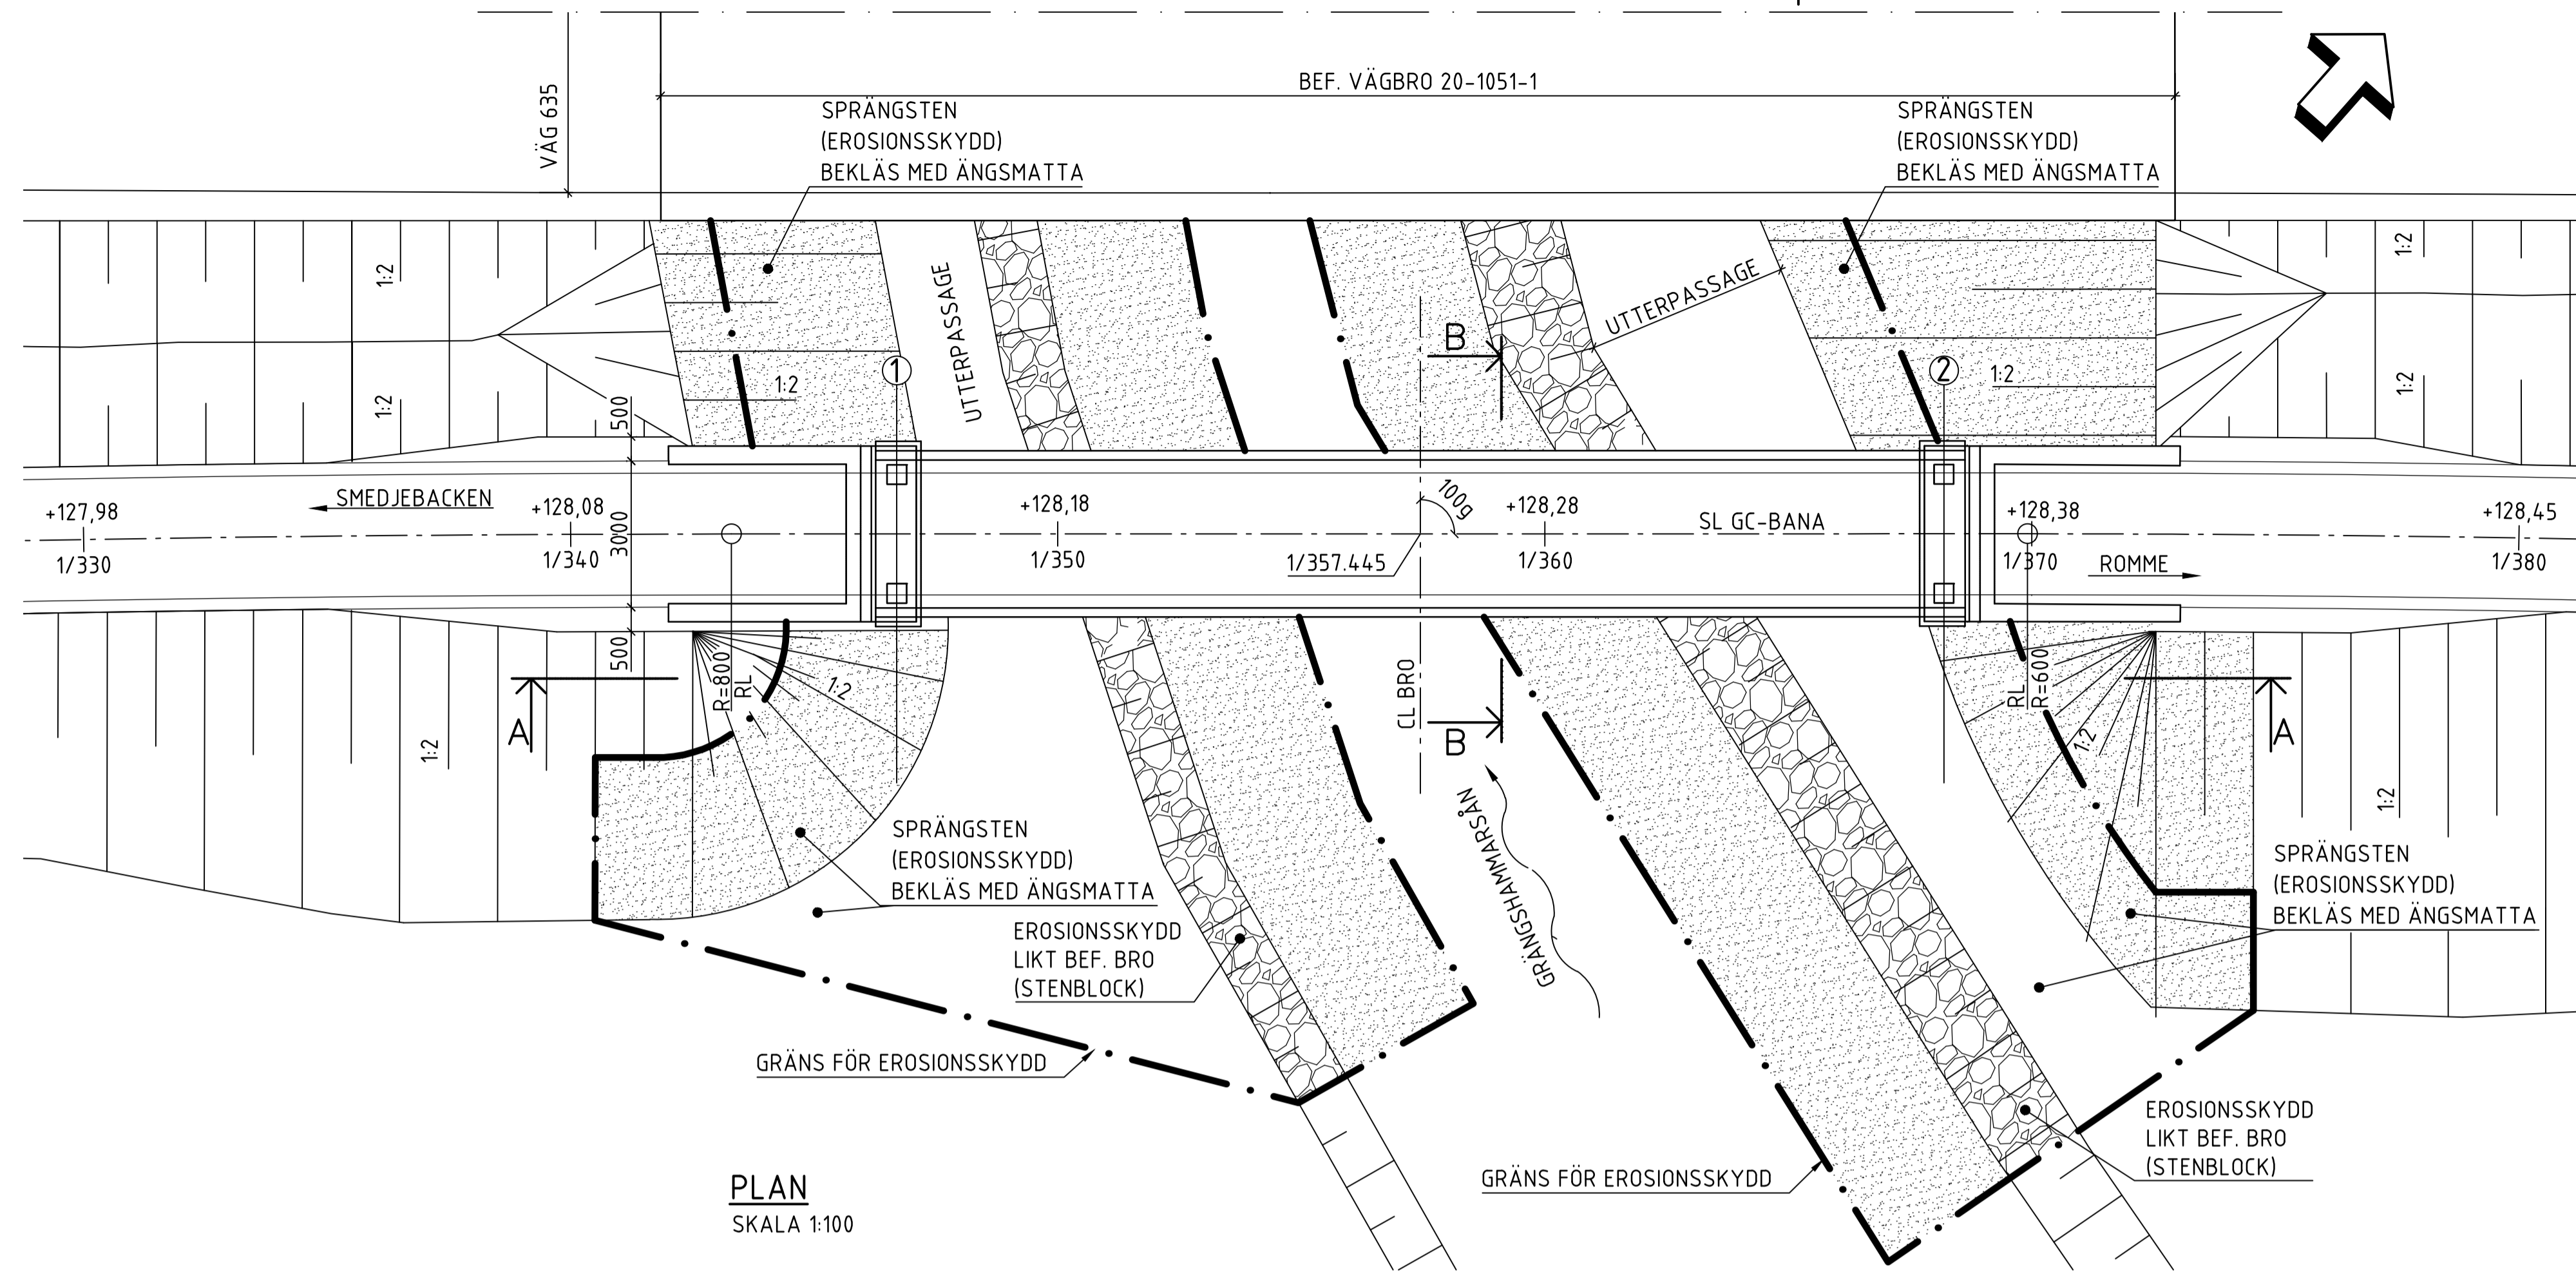 BEF. VÄGBRO 20-1051-1
VÄG 635
SPRÄNGSTEN
(EROSIONSSKYDD)
BEKLÄS MED ÄNGSMATTA
SPRÄNGSTEN
(EROSIONSSKYDD)
BEKLÄS MED ÄNGSMATTA
1:2
1:2
1:2
UTTERPASSAGE
B
UTTERPASSAGE
1:2
1:2
1:2
1
2
500
3000
500
SMEDJEBACKEN
+127,98
1/330
+128,08
1/340
+128,18
1/350
1/357.445
100g
+128,28
1/360
SL GC-BANA
+128,38
1/370
ROMME
+128,45
1/380
A
1:2
R=800
RL
1:2
CL BRO
B
GRÄNGSHAMMARSÅN
RL
R=600
1:2
A
1:2
SPRÄNGSTEN
(EROSIONSSKYDD)
BEKLÄS MED ÄNGSMATTA
EROSIONSSKYDD
LIKT BEF. BRO
(STENBLOCK)
SPRÄNGSTEN
(EROSIONSSKYDD)
BEKLÄS MED ÄNGSMATTA
GRÄNS FÖR EROSIONSSKYDD
EROSIONSSKYDD
LIKT BEF. BRO
(STENBLOCK)
GRÄNS FÖR EROSIONSSKYDD
PLAN
SKALA 1:100